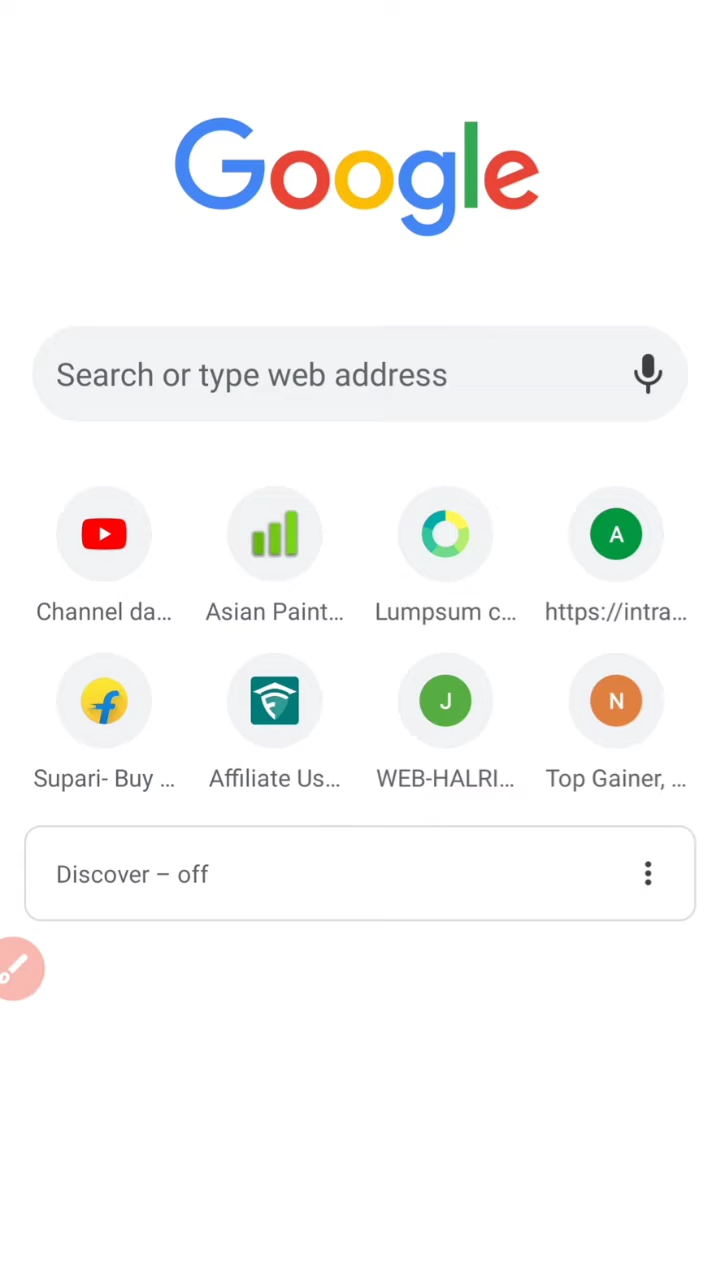 Google
Search or type web address
Channel da...
Asian Paint...
Lumpsum c...
A
https://intra...
Supari- Buy ...
Affiliate Us...
J
WEB-HALRI...
N
Top Gainer, ...
Discover – off